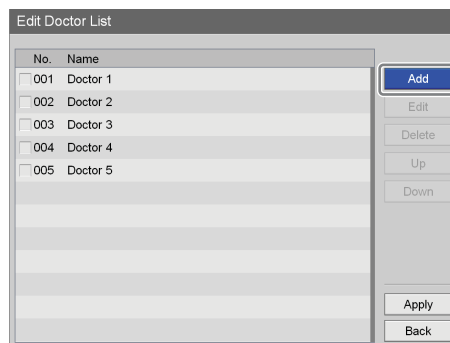 Edit Doctor List
No. Name
001 Doctor 1
002 Doctor 2
003 Doctor 3
004 Doctor 4
005 Doctor 5
Add
Edit
Delete
Up
Down
Apply
Back